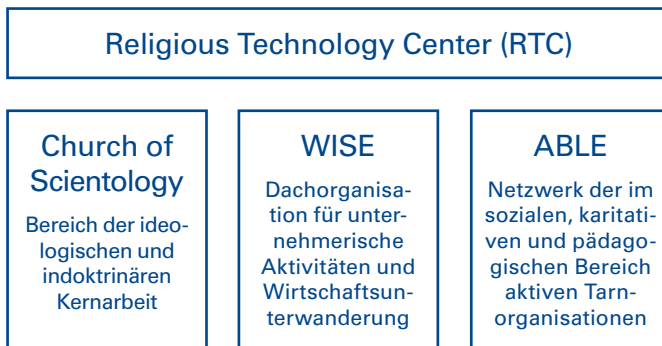 Religious Technology Center (RTC)
Church of
Scientology
Bereich der ideo-
logischen und
indoktrinären
Kernarbeit
WISE
Dachorganisa-
tion für unter-
nehmerische
Aktivitäten und
Wirtschaftsun-
terwanderung
ABLE
Netzwerk der im
sozialen, karitati-
ven und pädago-
gischen Bereich
aktiven Tarn-
organisationen